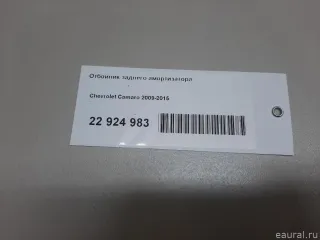 Отбойник заднего амортизатора
Chevrolet Camaro 2009-2015
22 924 983
eaural.ru